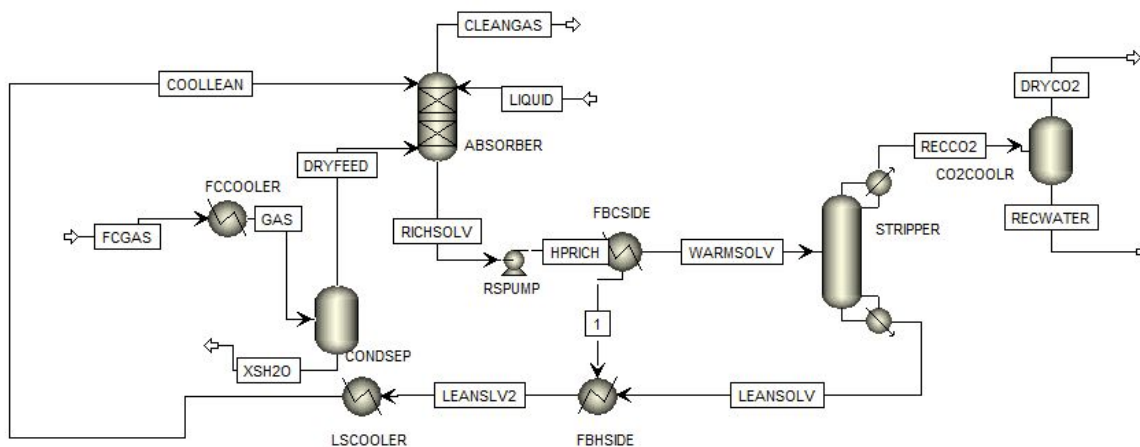 CLEANGAS
DRYCO2
COOLLEAN
LIQUID
RECCO2
ABSORBER
CO2COOLR
DRYFEED
FCCOOLER
FCGAS
GAS
RICHSOLV
FBCSIDE
HPRICH
WARMSOLV
STRIPPER
RECWATER
RSPUMP
1
CONDSEP
XSH2O
LEANSLV2
LEANSOLV
LSCOOLER
FBHSIDE